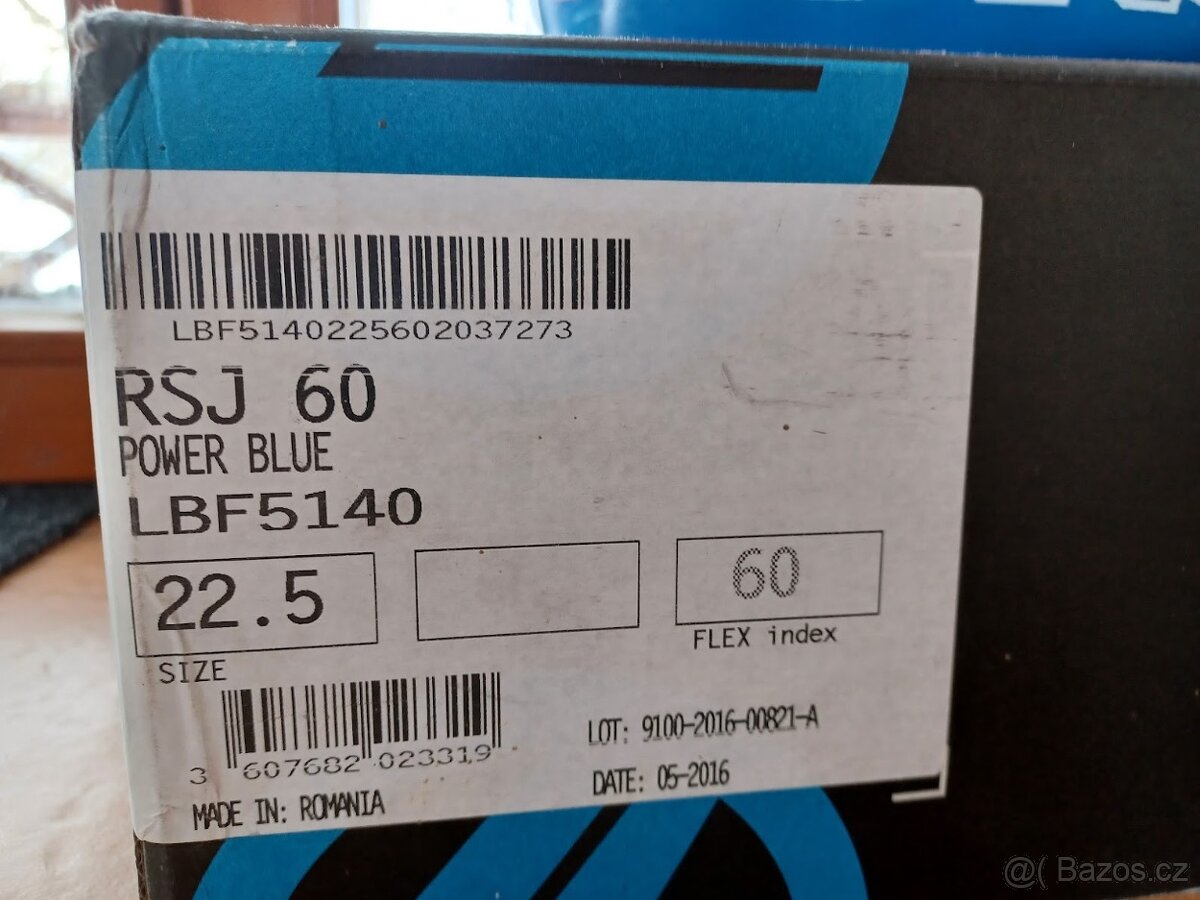 LBF5140225602037273
RSJ 60
POWER BLUE
LBF5140
22.5
60
SIZE
FLEX index
3 607682 023319
LOT: 9100-2016-00821-A
DATE: 05-2016
MADE IN: ROMANIA
@( Bazos.cz